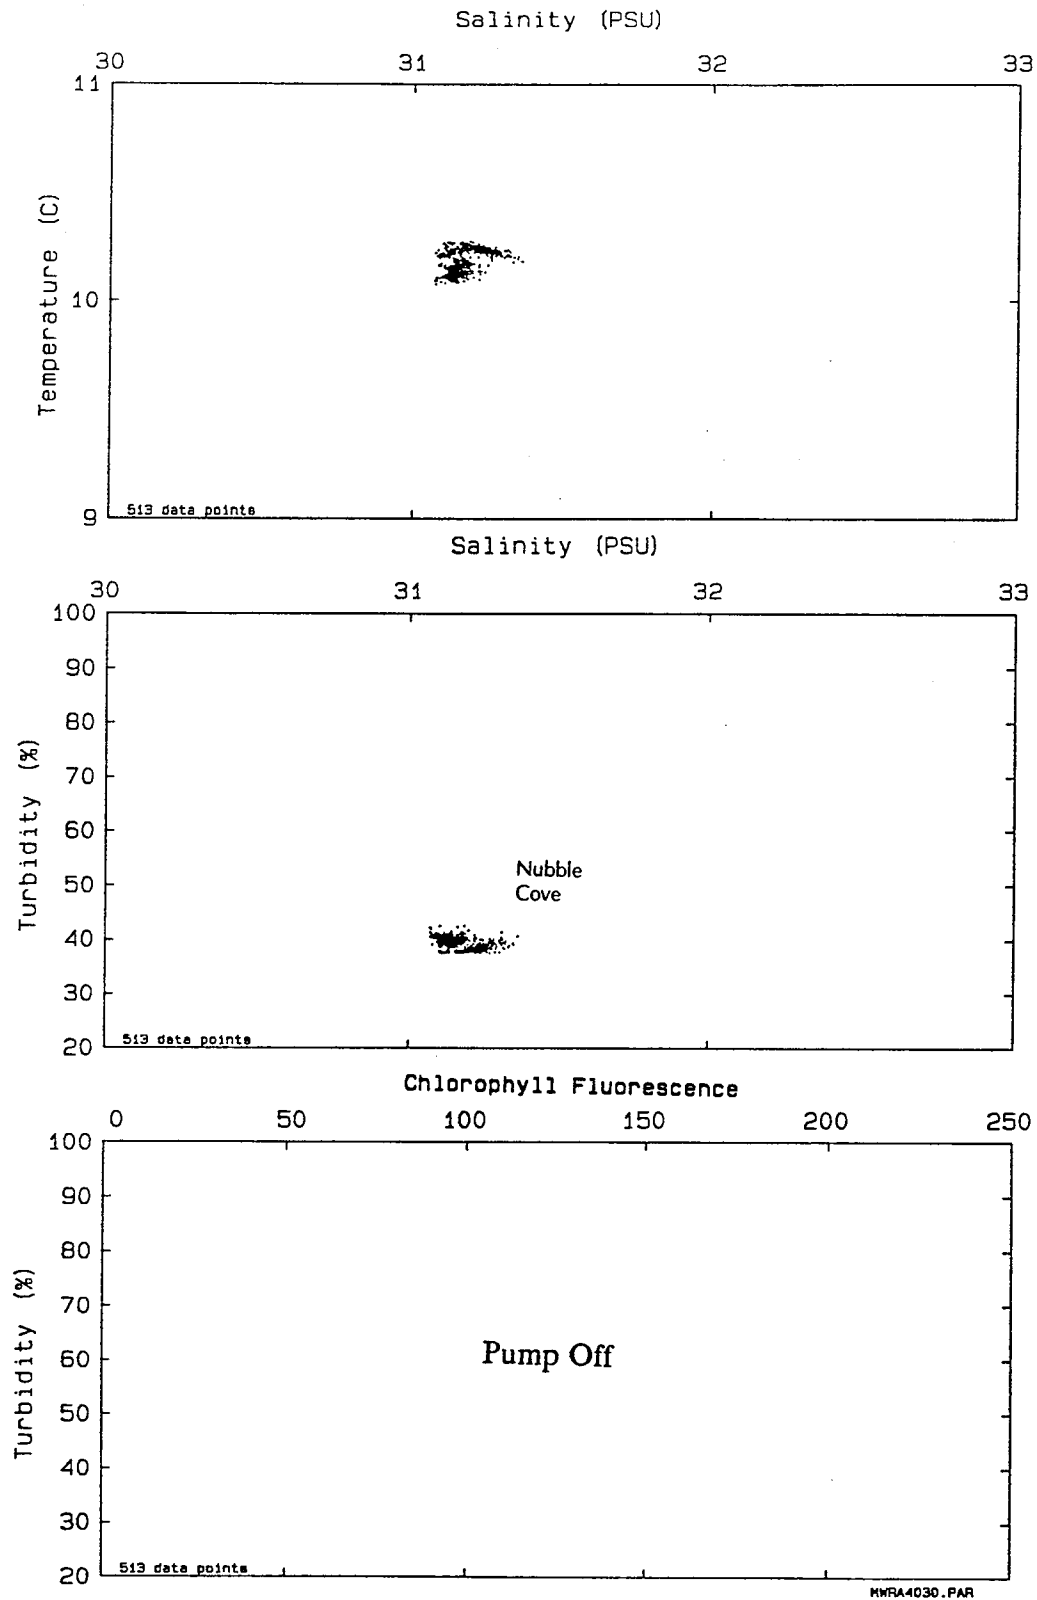 Salinity (PSU)
30 31 32 33
11
10
9
Temperature (C)
513 data points
Salinity (PSU)
30 31 32 33
100
90
80
70
60
50
40
30
20
Turbidity (%)
Nubble
Cove
513 data points
Chlorophyll Fluorescence
0 50 100 150 200 250
100
90
80
70
60
50
40
30
20
Turbidity (%)
Pump Off
513 data points
MWRA4030.PAR